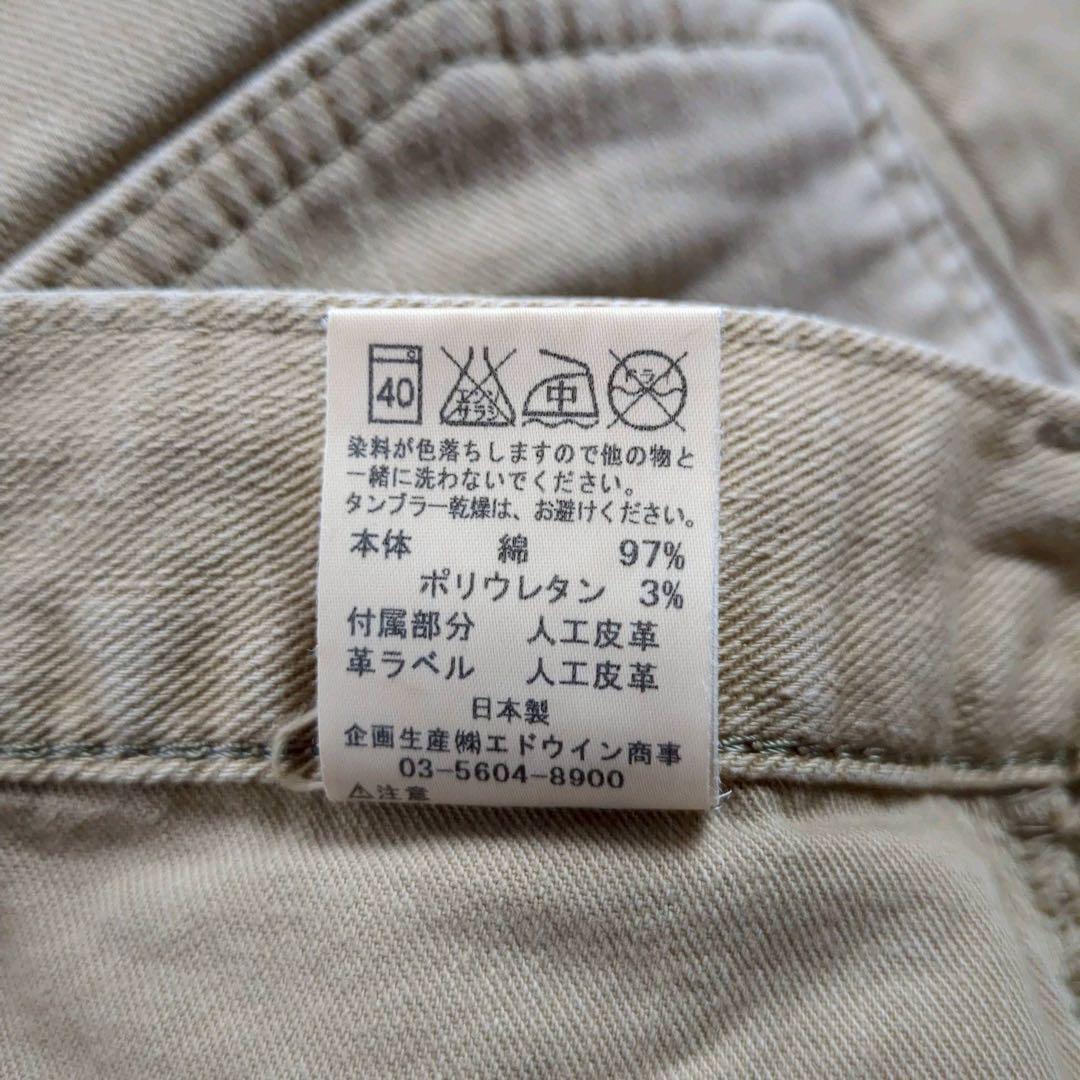 40 エンソサラシ 中 ドライ
染料が色落ちしますので他の物と
一緒に洗わないでください。
タンブラー乾燥は、お避けください。
本体 綿 97%
ポリウレタン 3%
付属部分 人工皮革
革ラベル 人工皮革
日本製
企画生産㈱エドウイン商事
03-5604-8900
⚠注意